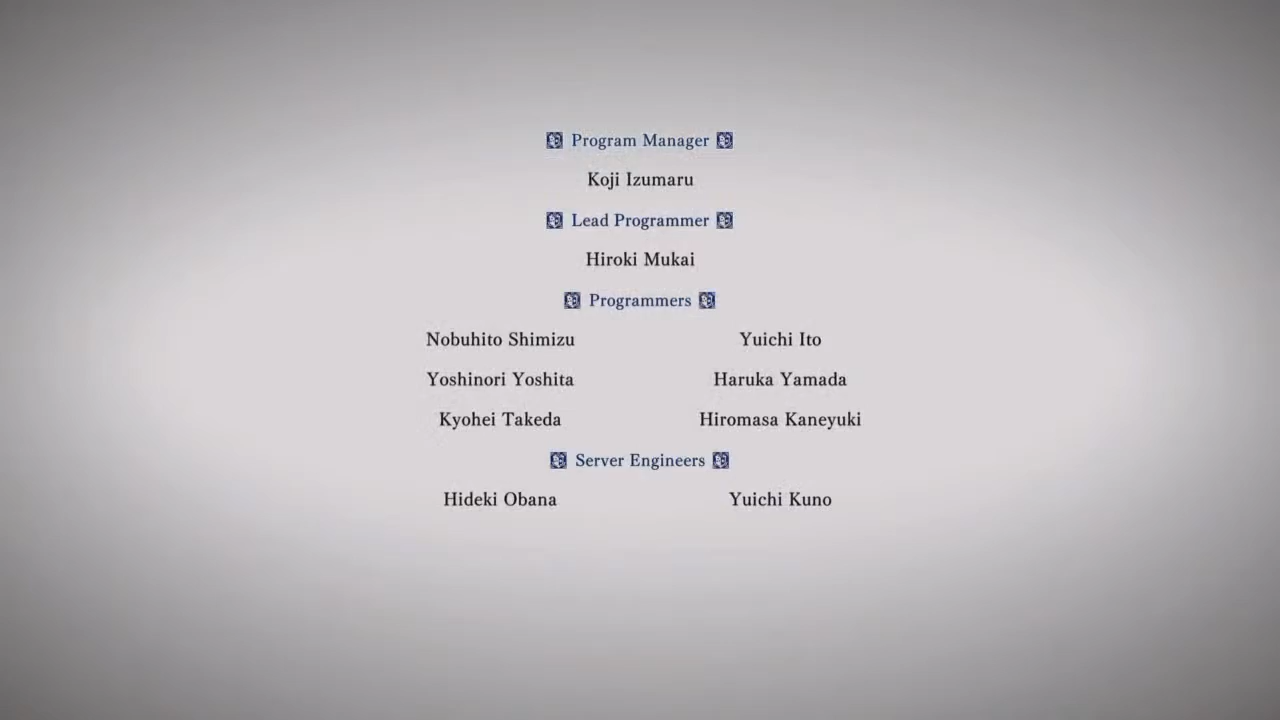 Program Manager
Koji Izumaru
Lead Programmer
Hiroki Mukai
Programmers
Nobuhito Shimizu Yuichi Ito
Yoshinori Yoshita Haruka Yamada
Kyohei Takeda Hiromasa Kaneyuki
Server Engineers
Hideki Obana Yuichi Kuno